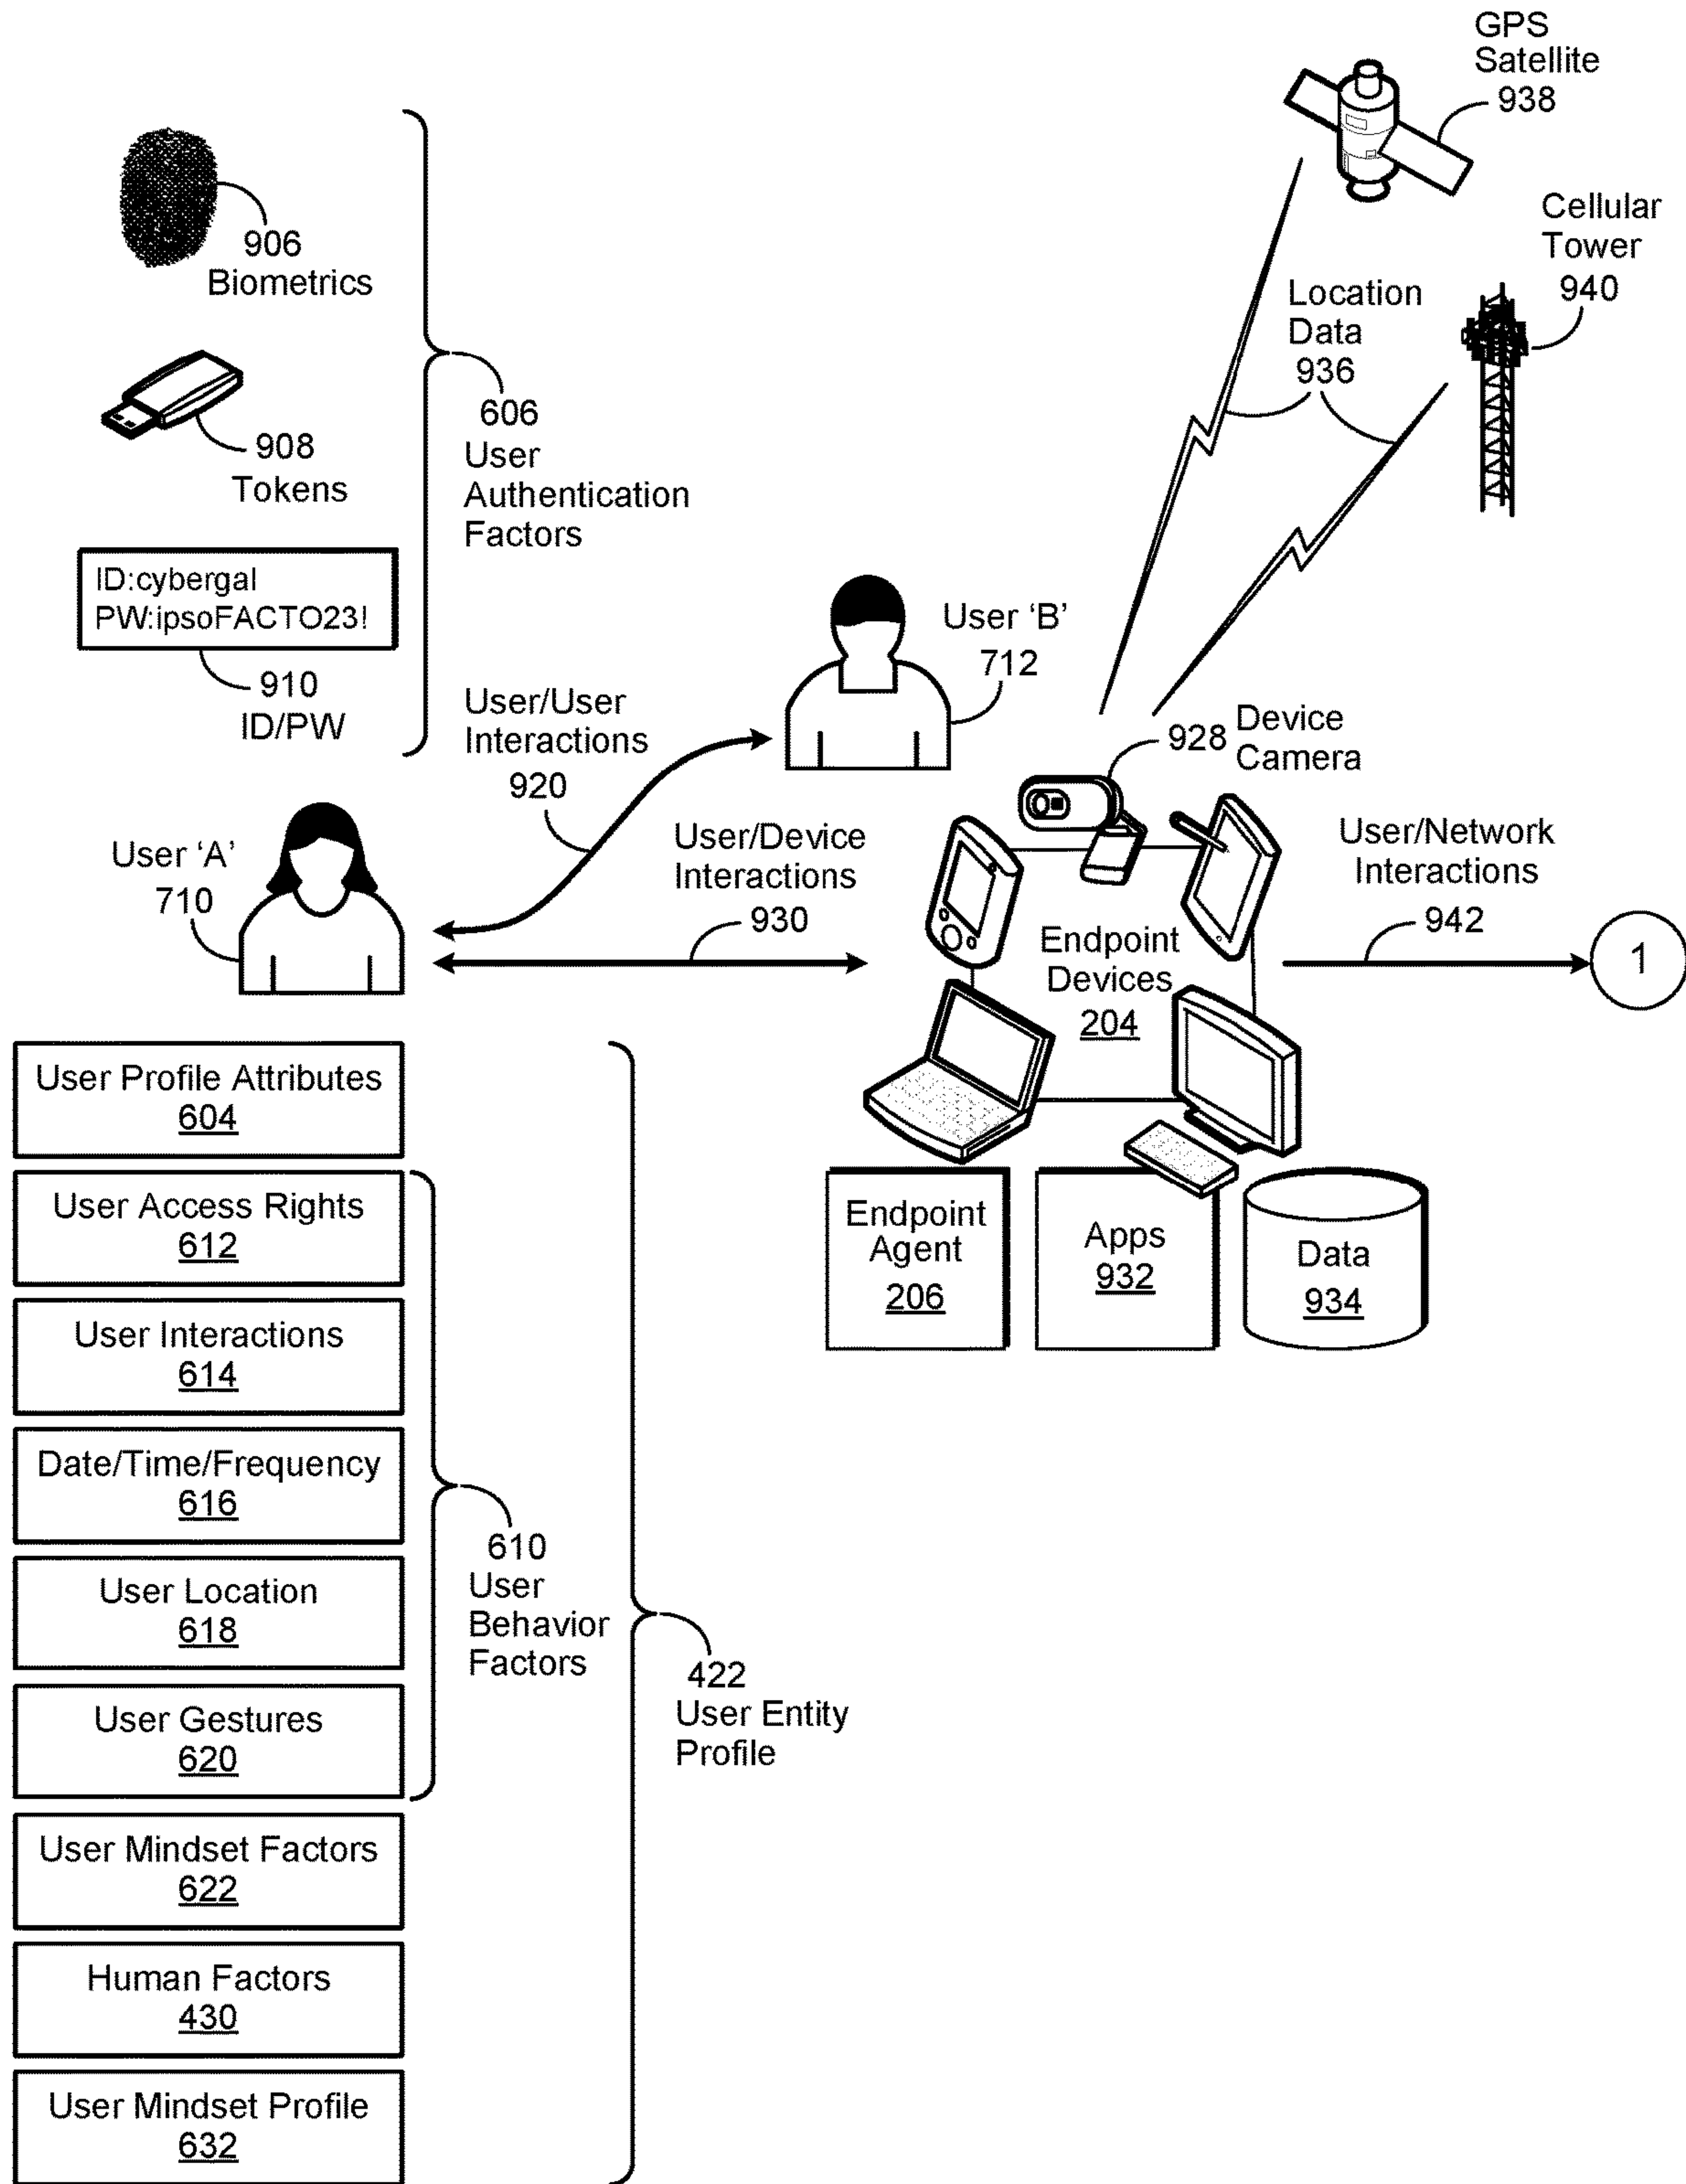 GPS
Satellite
938
Cellular
Tower
940
Location
Data
936
906
Biometrics
908
Tokens
ID:cybergal
PW:ipsoFACTO23!
910
ID/PW
606
User
Authentication
Factors
User 'B'
712
User/User
Interactions
920
928 Device
Camera
User 'A'
710
User/Device
Interactions
930
User/Network
Interactions
942
1
Endpoint
Devices
204
Endpoint
Agent
206
Apps
932
Data
934
User Profile Attributes
604
User Access Rights
612
User Interactions
614
Date/Time/Frequency
616
User Location
618
User Gestures
620
User Mindset Factors
622
Human Factors
430
User Mindset Profile
632
610
User
Behavior
Factors
422
User Entity
Profile